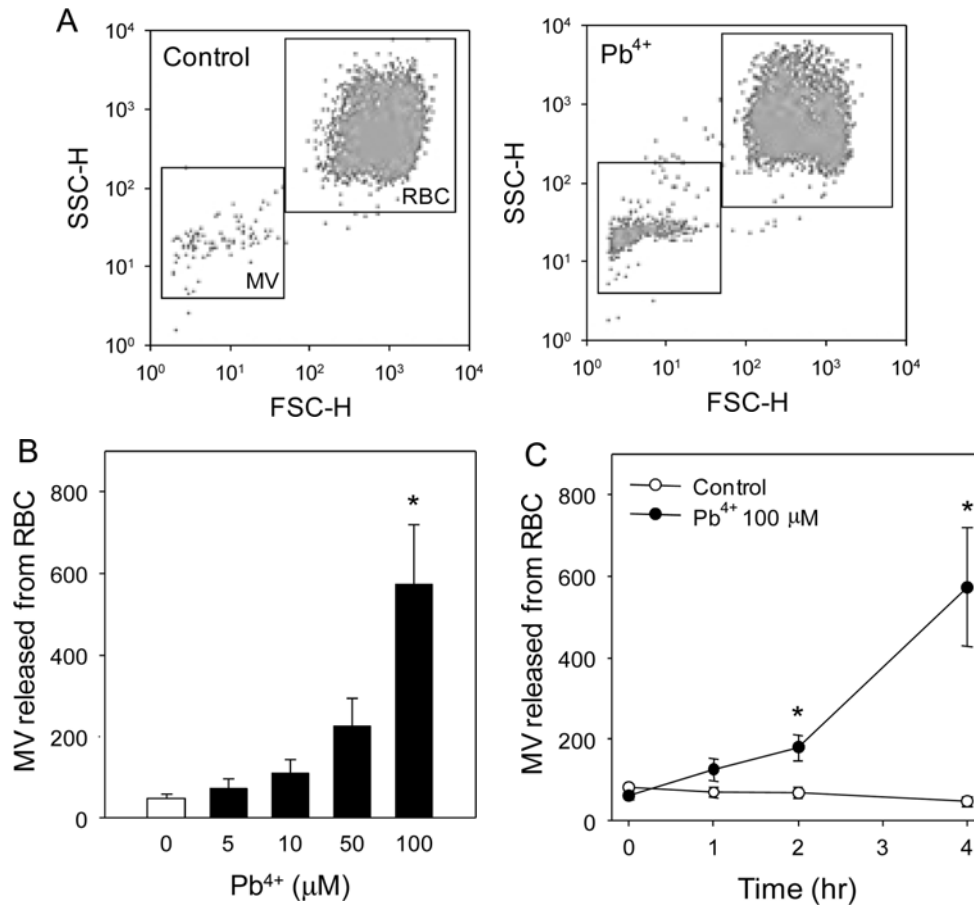 A
Control
RBC
MV
SSC-H
10⁴
10³
10²
10¹
10⁰
10⁰ 10¹ 10² 10³ 10⁴
FSC-H
Pb⁴⁺
SSC-H
10⁴
10³
10²
10¹
10⁰
10⁰ 10¹ 10² 10³ 10⁴
FSC-H
B
MV released from RBC
800
600
400
200
0
*
0 5 10 50 100
Pb⁴⁺ (μM)
C
MV released from RBC
800
600
400
200
0
Control
Pb⁴⁺ 100 μM
*
*
0 1 2 3 4
Time (hr)